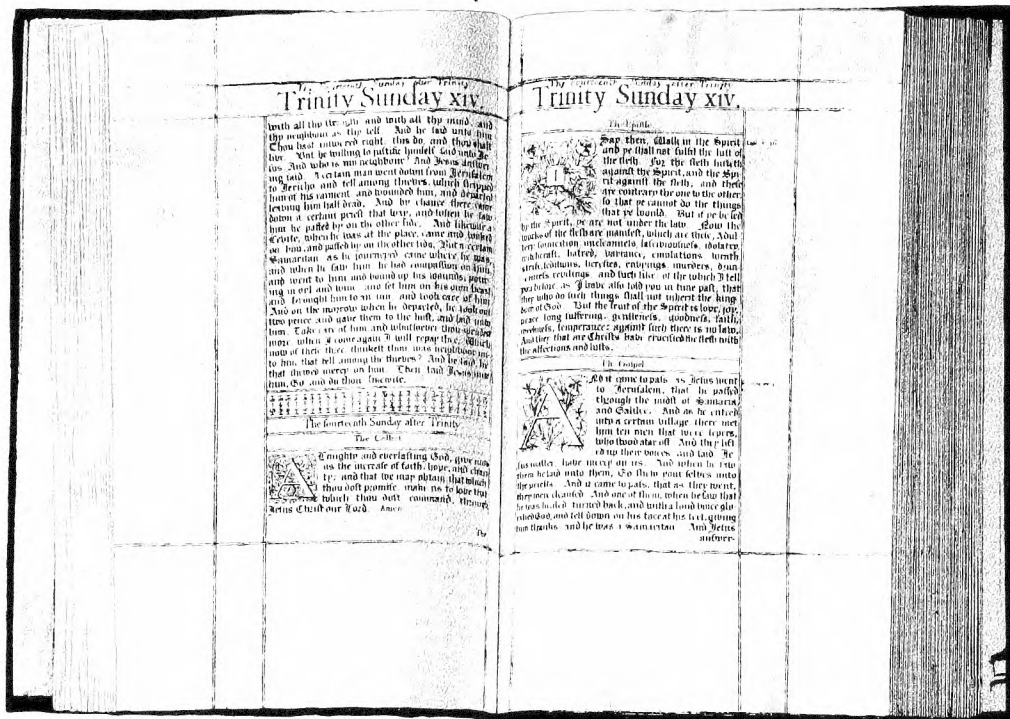 Sunday after Trinity
Trinity Sunday xiv.
with all thy and with all thy mind, and
thy neighbour as thy self. And he said unto him
Thou hast answered right. this do, and thou shalt
live But he willing to justifie himself said unto Je-
sus And who is my neighbour? And Jesus answer-
ing said A certain man went down from Jerusalem
to Jericho and fell among thieves, which stripped
him of his raiment and wounded him, and departed
leaving him half dead. And by chance there came
down a certain priest that way, and when he saw
him he passed by on the other side. And likewise a
Levite, when he was at the place, came and looked
on him, and passed by on the other side, But a certain
Samaritan as he journeyed came where he was,
and when he saw him he had compassion on him,
and went to him and bound up his wounds, pour-
ing in oyl and wine and set him on his own beast
and brought him to an inn and took care of him
And on the morrow when he departed, he took out
two pence and gave them to the host, and said unto
him. Take care of him and whatsoever thou spendest
more when I come again I will repay thee. Which
now of these three thinkest thou was neighbour un-
to him, that fell among the thieves? And he said, he
that shewed mercy on him. Then said Jesus unto
him, Go and do thou likewise.
The fourteenth Sunday after Trinity
The Collect
Almighty and everlasting God, give unto
us the increase of faith, hope, and chari-
ty; and that we may obtain that which
thou dost promise make us to love that
which thou dost command, through
Jesus Christ our Lord. Amen
The
The fourteenth Sunday after Trinity
Trinity Sunday xiv.
The Epistle
I Say then, Walk in the Spirit
and ye shall not fulfil the lust of
the flesh. For the flesh lusteth
against the Spirit, and the Spi-
rit against the flesh, and these
are contrary the one to the other
so that ye cannot do the things
that ye would. But if ye be led
by the Spirit, ye are not under the law Now the
works of the flesh are manifest, which are these, Adul-
tery fornication uncleanness lasciviousness, idolatry,
witchcraft, hatred, variance, emulations wrath
strife, seditions, heresies, envyings, murders, drun-
kenness revilings and such like of the which I tell
you before, as I have also told you in time past, that
they who do such things shall not inherit the king-
dom of God But the fruit of the Spirit is love, joy,
peace long suffering, gentleness, goodness, faith,
meekness, temperance: against such there is no law,
And they that are Christs have crucified the flesh with
the affections and lusts.
The Gospel
And it came to pass as Jesus went
to Jerusalem, that he passed
through the midst of Samaria
and Galilee. And as he entred
into a certain village there met
him ten men that were lepers,
who stood afar off And they lift
ed up their voices and said Je-
sus master have mercy on us. And when he saw
them he said unto them, Go shew your selves unto
the priests And it came to pass, that as they went,
they were cleansed And one of them, when he saw that
he was healed turned back, and with a loud voice glo-
rified God, and fell down on his face at his feet, giving
him thanks and he was a Samaritan And Jesus
answer-